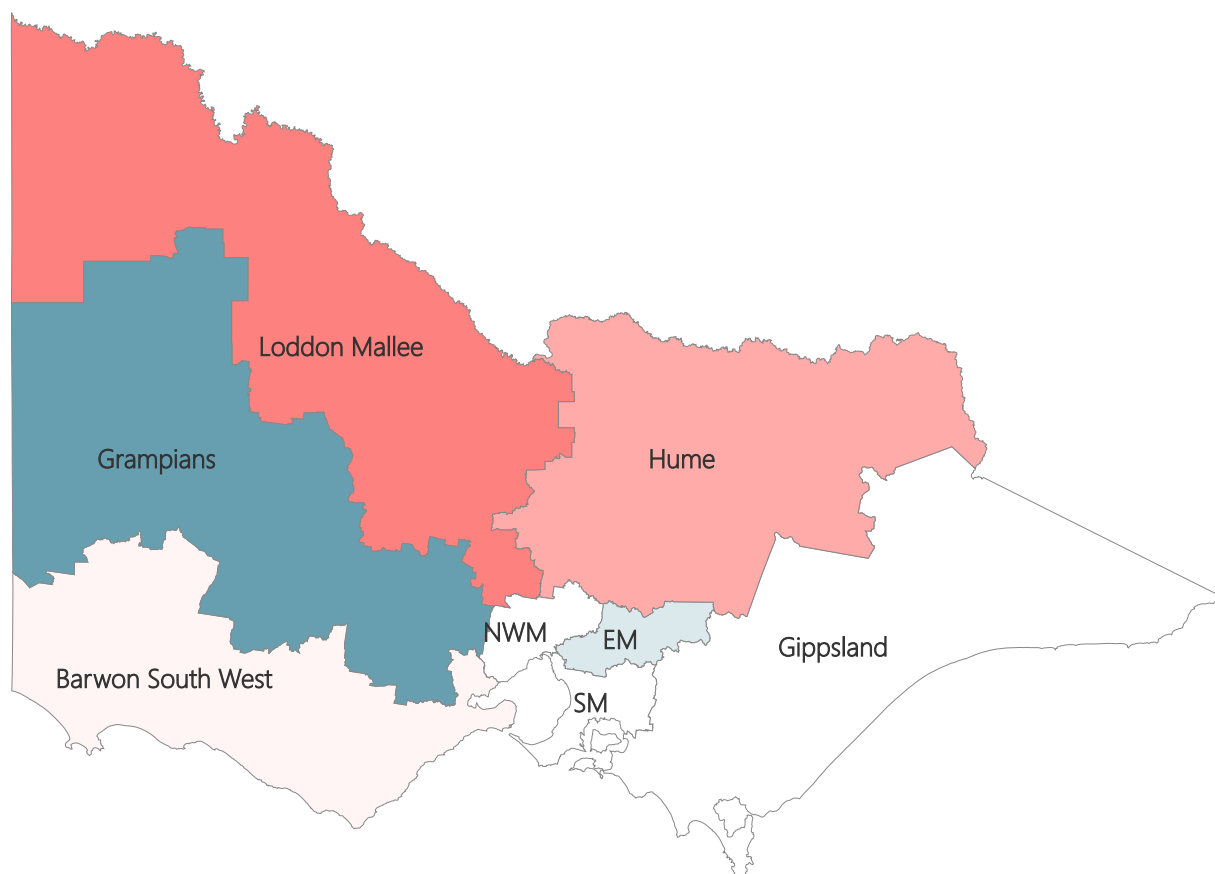 Loddon Mallee
Grampians
Hume
NWM
EM
Gippsland
Barwon South West
SM